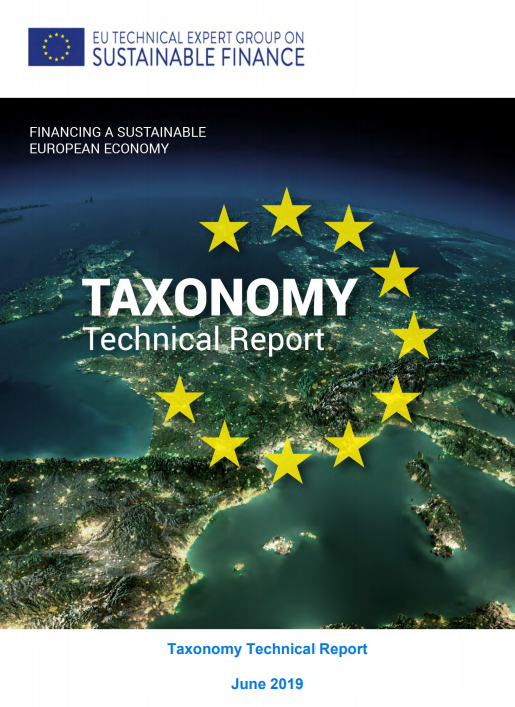 EU TECHNICAL EXPERT GROUP ON
SUSTAINABLE FINANCE
FINANCING A SUSTAINABLE
EUROPEAN ECONOMY
TAXONOMY
Technical Report
Taxonomy Technical Report
June 2019